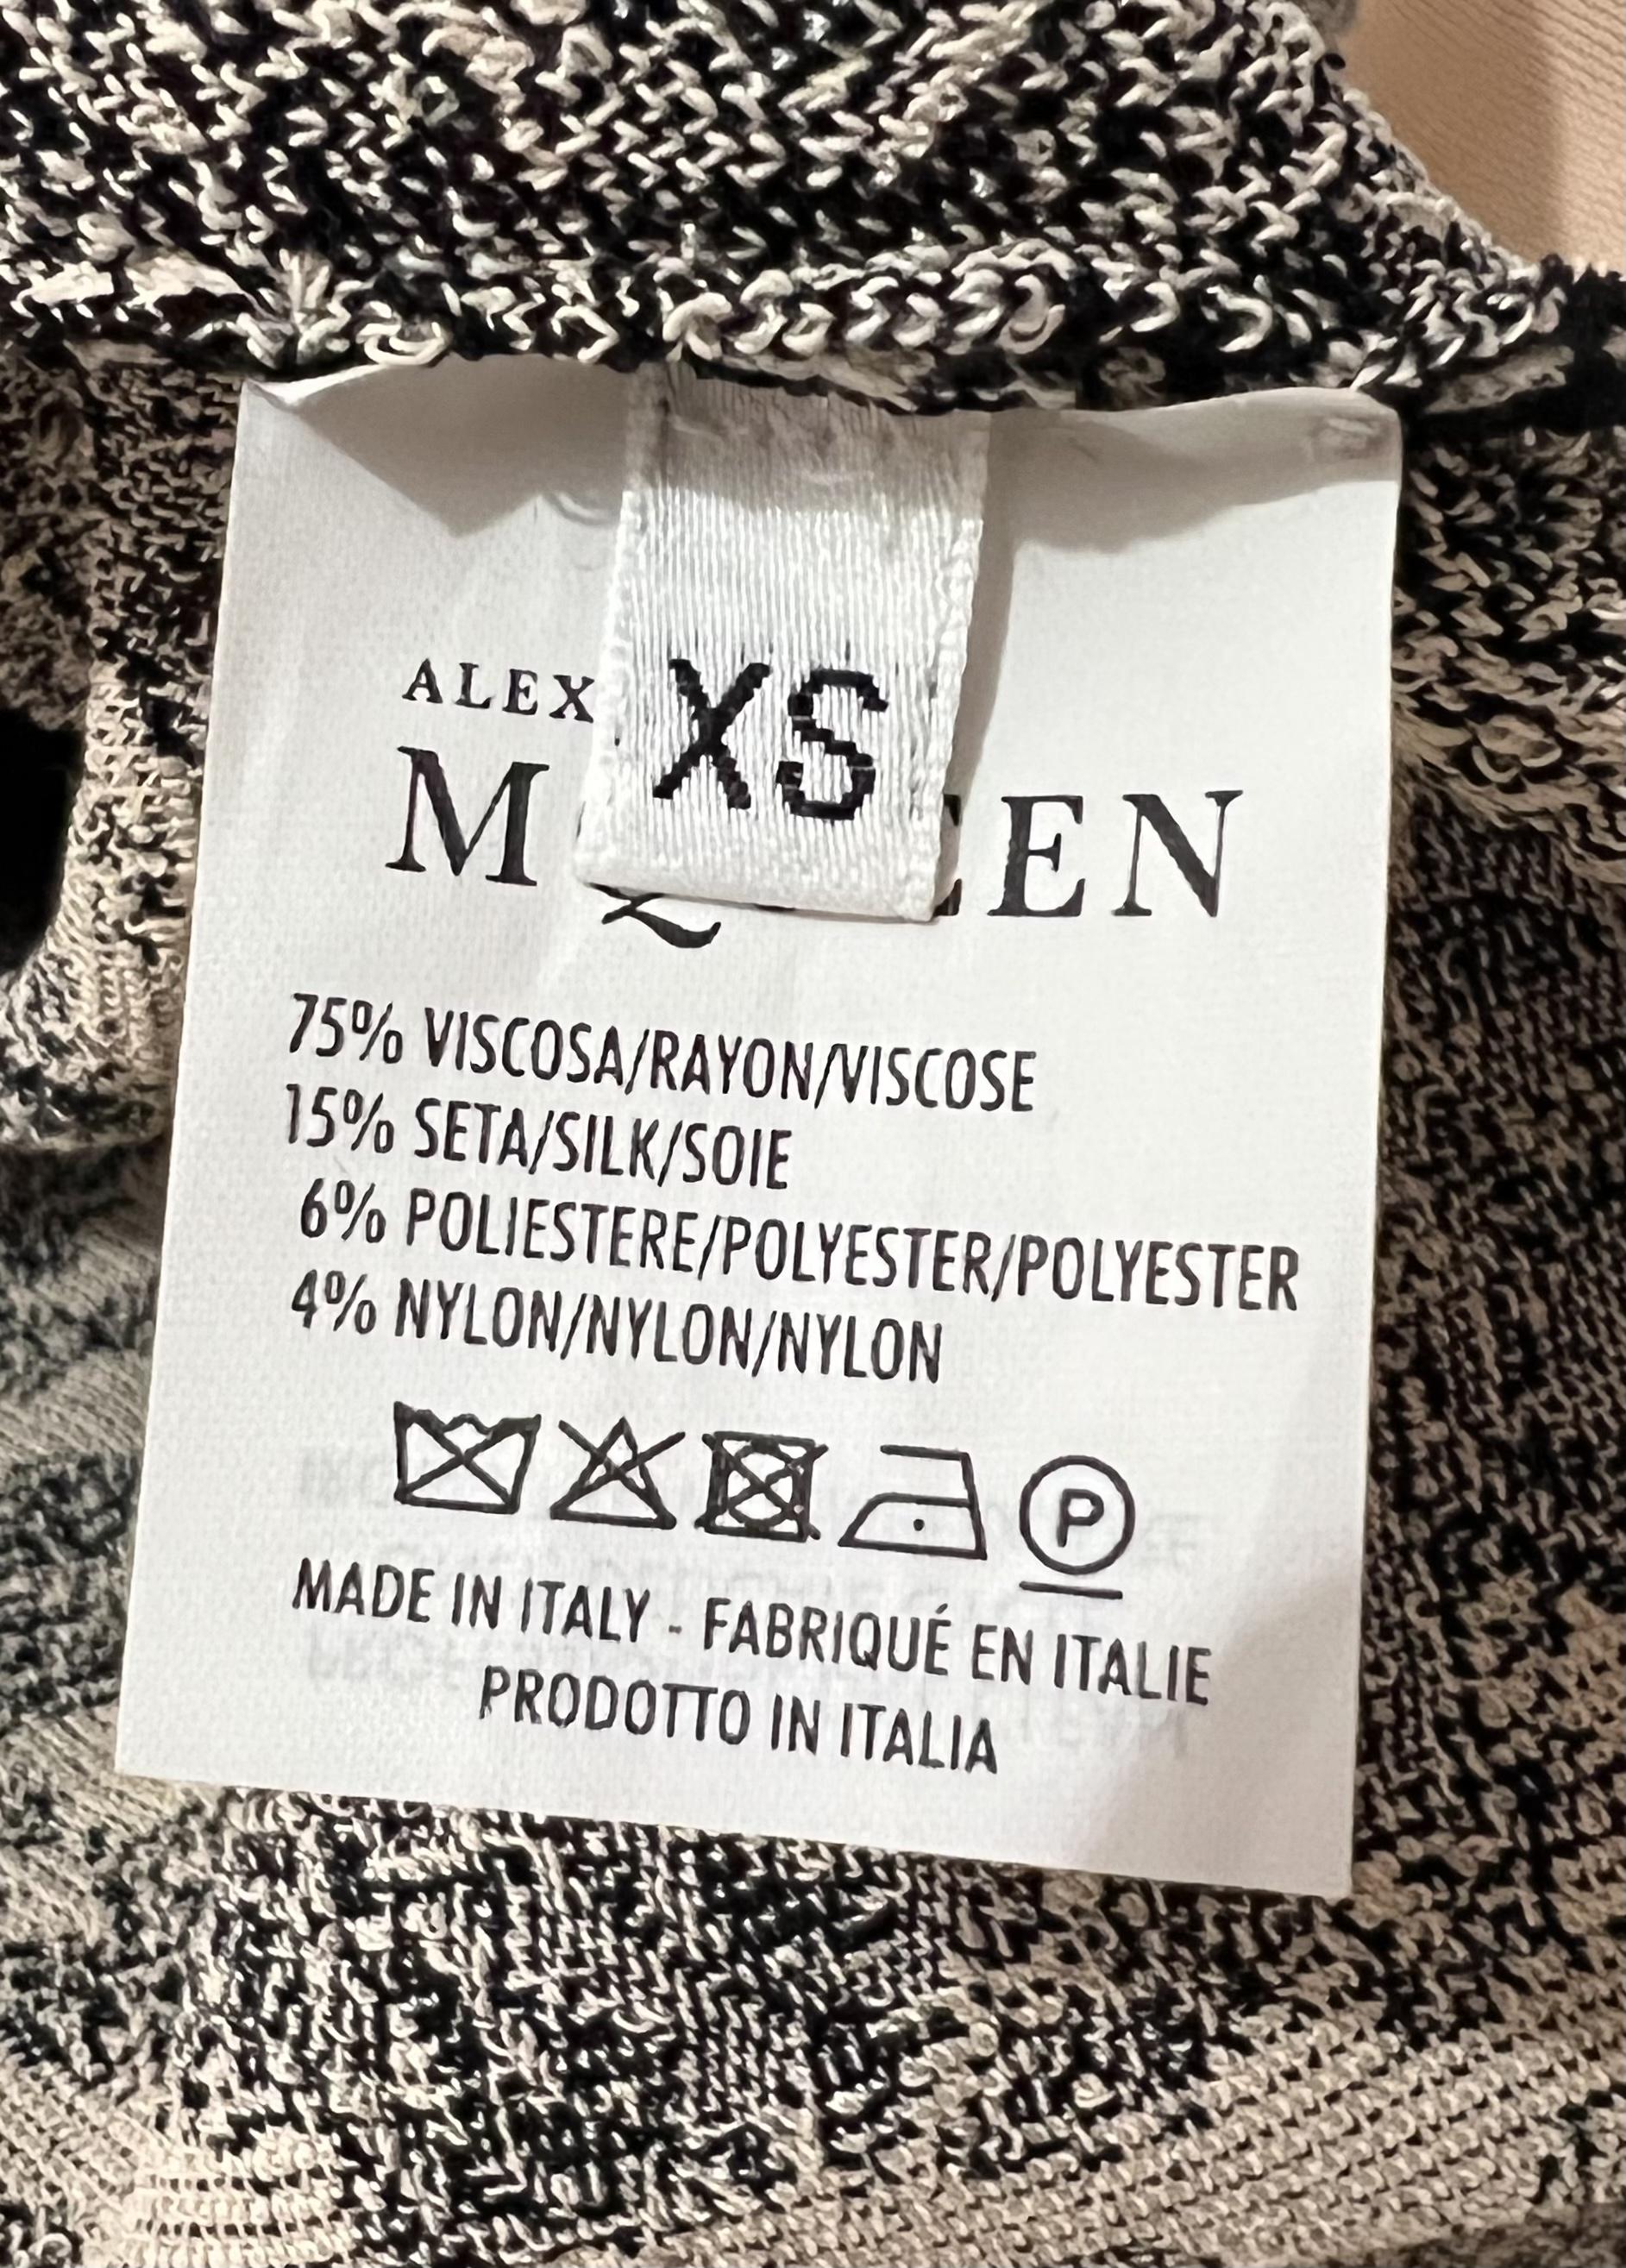 XS
ALEX
M Q EEN
75% VISCOSA/RAYON/VISCOSE
15% SETA/SILK/SOIE
6% POLIESTERE/POLYESTER/POLYESTER
4% NYLON/NYLON/NYLON
P
MADE IN ITALY - FABRIQUÉ EN ITALIE
PRODOTTO IN ITALIA